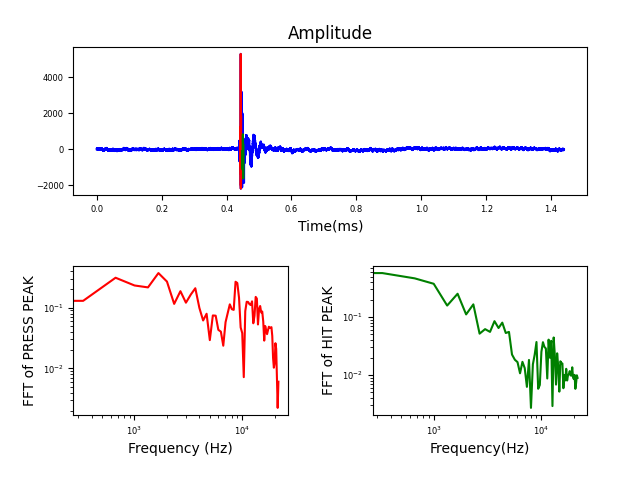 Amplitude
4000
2000
0
−2000
0.0 0.2 0.4 0.6 0.8 1.0 1.2 1.4
Time(ms)
FFT of PRESS PEAK
10⁻¹
10⁻²
10³ 10⁴
Frequency (Hz)
FFT of HIT PEAK
10⁻¹
10⁻²
10³ 10⁴
Frequency(Hz)